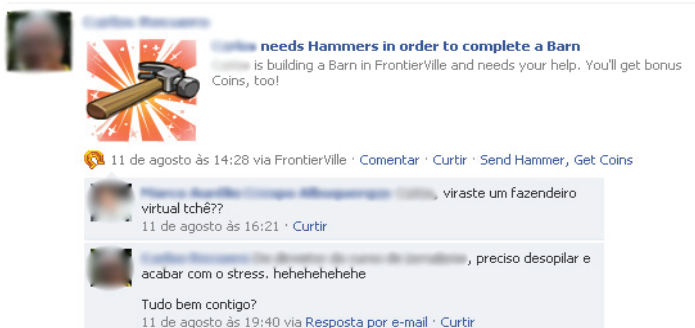 needs Hammers in order to complete a Barn
is building a Barn in FrontierVille and needs your help. You'll get bonus
Coins, too!
11 de agosto às 14:28 via FrontierVille · Comentar · Curtir · Send Hammer, Get Coins
, viraste um fazendeiro
virtual tchê??
11 de agosto às 16:21 · Curtir
, preciso desopilar e
acabar com o stress. hehehehehehe
Tudo bem contigo?
11 de agosto às 19:40 via Resposta por e-mail · Curtir